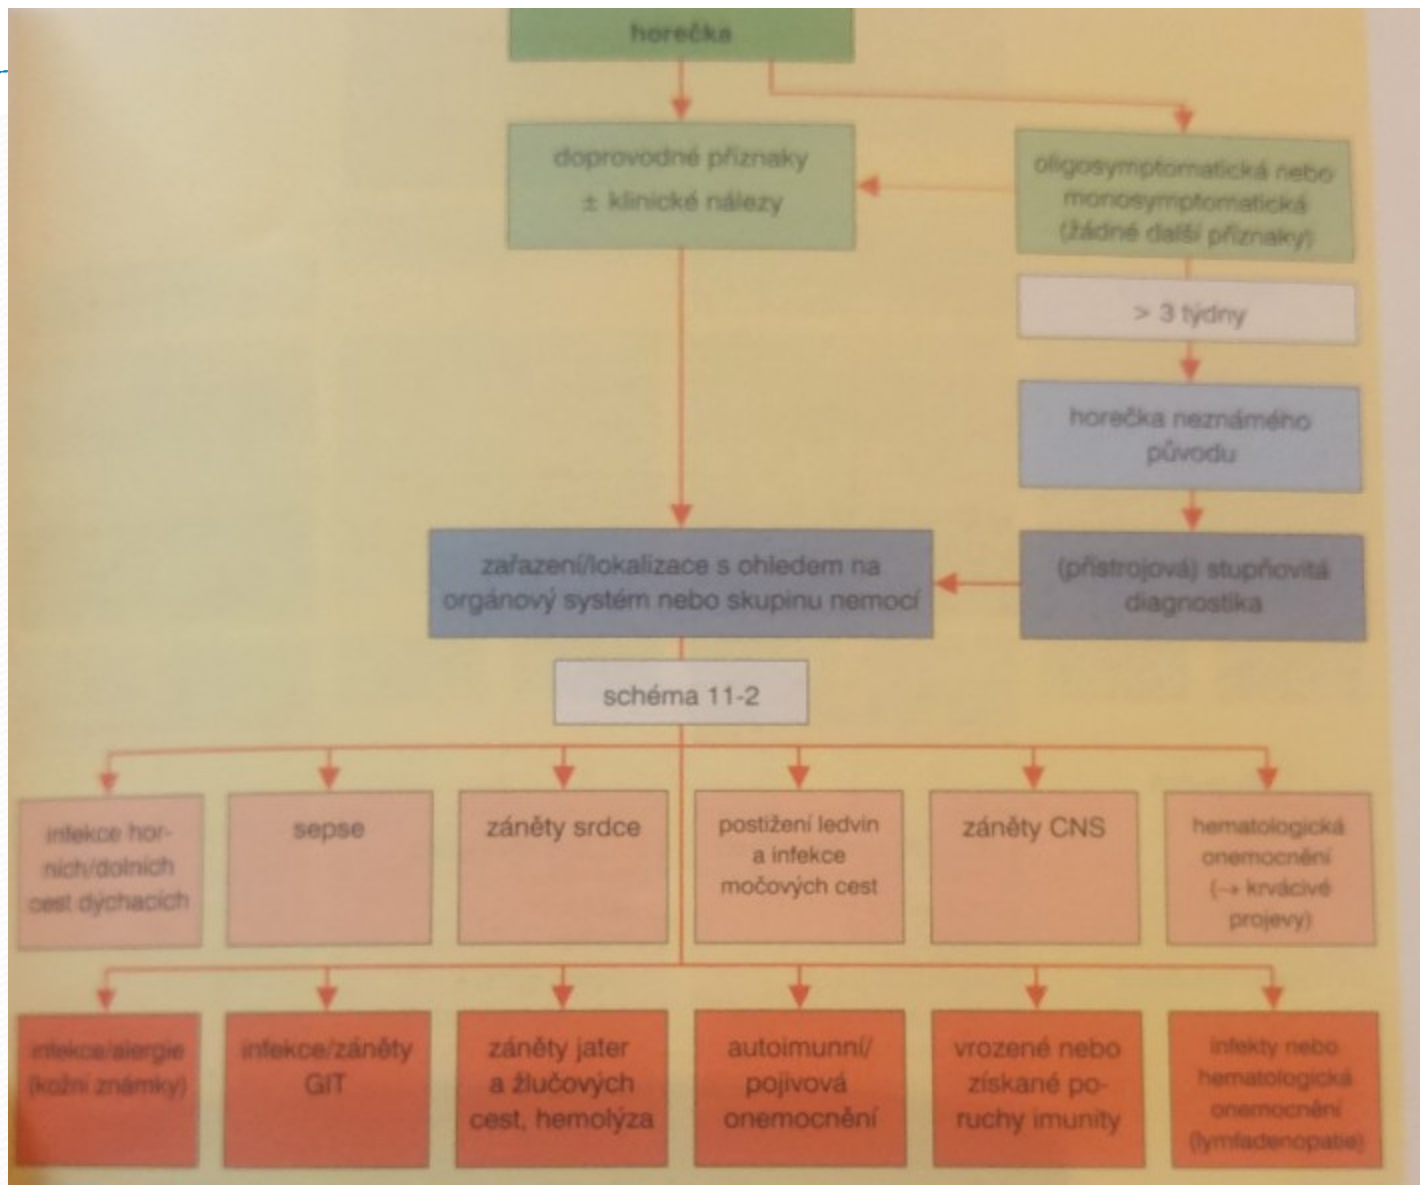 horečka
doprovodné příznaky
± klinické nálezy
oligosymptomatická nebo
monosymptomatická
(žádné další příznaky)
> 3 týdny
horečka neznámého
původu
zařazení/lokalizace s ohledem na
orgánový systém nebo skupinu nemocí
(přístrojová) stupňovitá
diagnostika
schéma 11-2
infekce hor-
ních/dolních
cest dýchacích
sepse
záněty srdce
postižení ledvin
a infekce
močových cest
záněty CNS
hematologická
onemocnění
(→ krvácivé
projevy)
infekce/alergie
(kožní známky)
infekce/záněty
GIT
záněty jater
a žlučových
cest, hemolýza
autoimunní/
pojivová
onemocnění
vrozené nebo
získané po-
ruchy imunity
infekty nebo
hematologická
onemocnění
(lymfadenopatie)